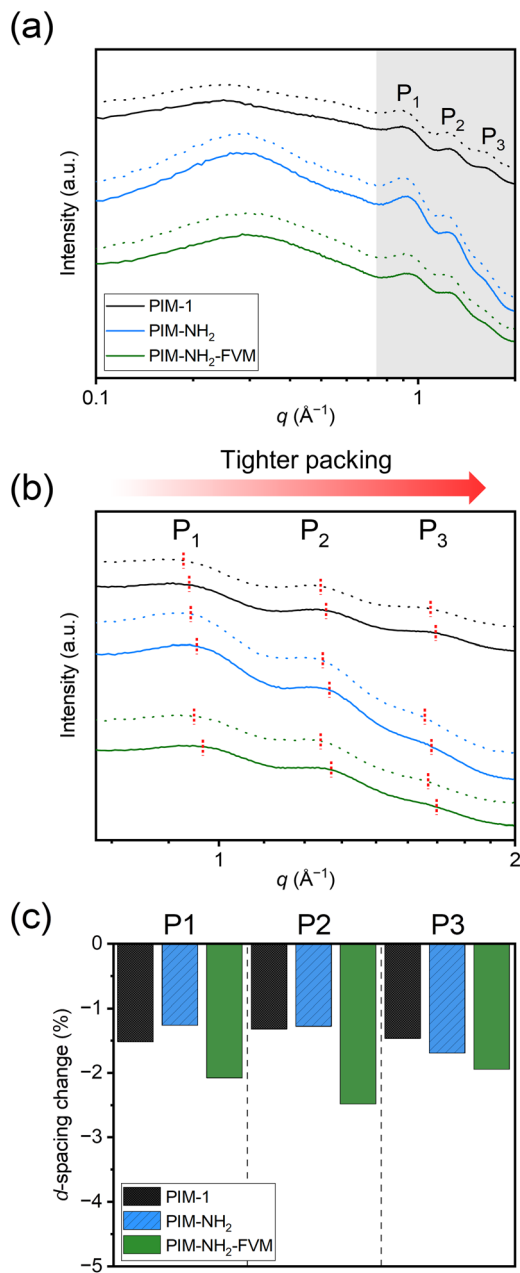 (a)
P₁
P₂
P₃
Intensity (a.u.)
PIM-1
PIM-NH₂
PIM-NH₂-FVM
0.1
1
q (Å⁻¹)
Tighter packing
(b)
P₁
P₂
P₃
Intensity (a.u.)
1
2
q (Å⁻¹)
(c)
P1
P2
P3
0
−1
−2
−3
−4
−5
d-spacing change (%)
PIM-1
PIM-NH₂
PIM-NH₂-FVM